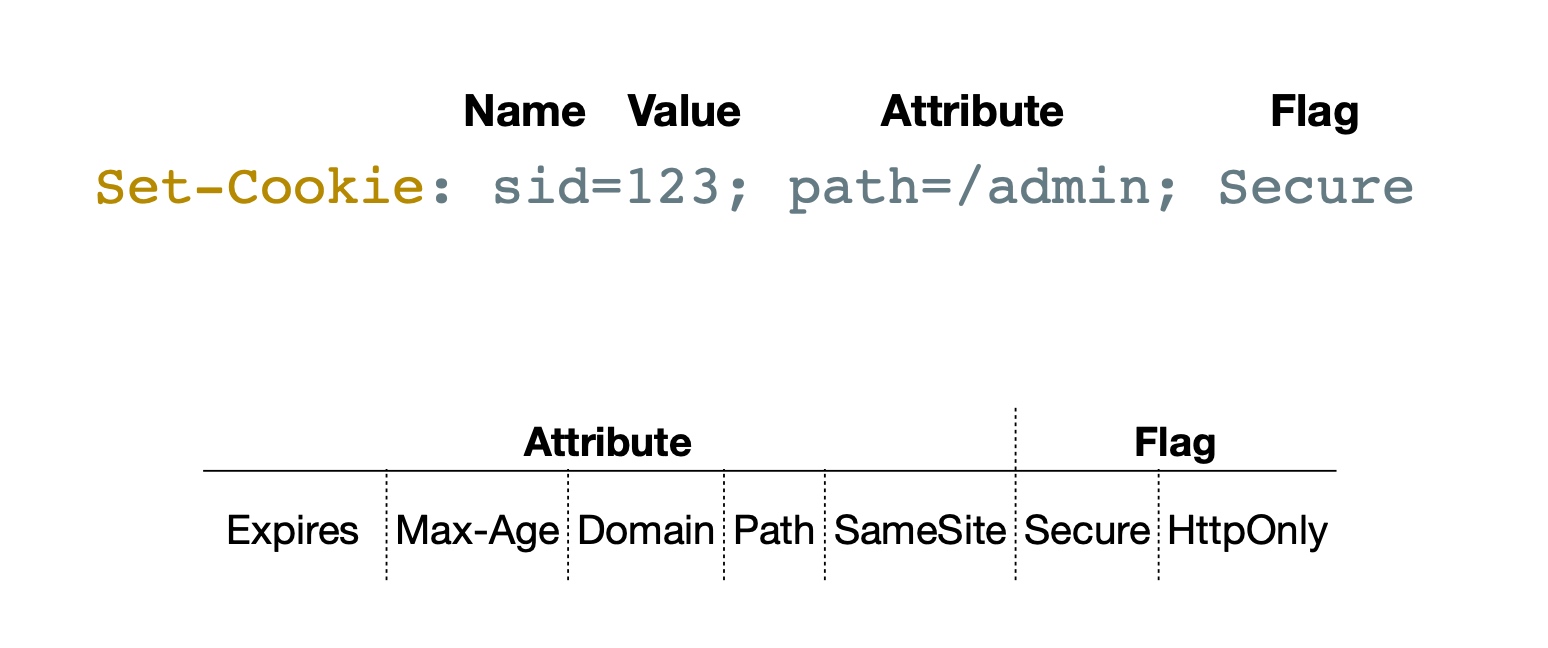 Name Value Attribute Flag
Set-Cookie: sid=123; path=/admin; Secure
Attribute Flag
Expires Max-Age Domain Path SameSite Secure HttpOnly